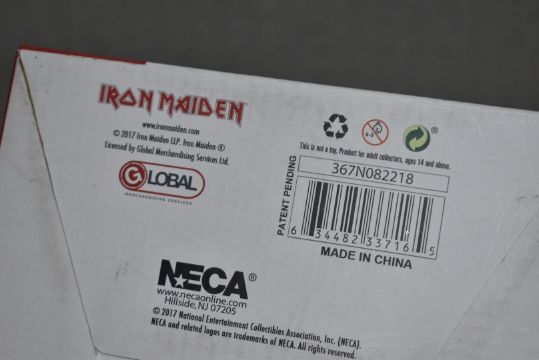 IRON MAIDEN
www.ironmaiden.com
© 2017 Iron Maiden LLP. Iron Maiden ®
Licensed by Global Merchandising Services Ltd.
GLOBAL
MERCHANDISING SERVICES
0-3
This is not a toy. Product for adult collectors, ages 14 and above.
PATENT PENDING
367N082218
6 34482 33716 5
MADE IN CHINA
NECA®
www.necaonline.com
Hillside, NJ 07205
© 2017 National Entertainment Collectibles Association, Inc. (NECA).
NECA and related logos are trademarks of NECA. All rights reserved.